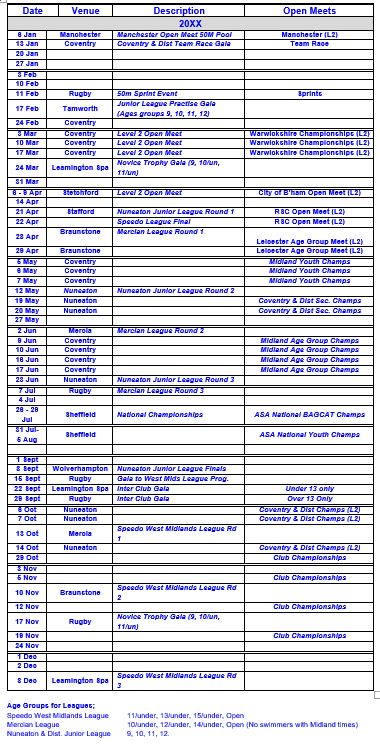 Date Venue Description Open Meets
20XX
6 Jan Manchester Manchester Open Meet 50M Pool Manchester (L2)
13 Jan Coventry Coventry & Dist Team Race Gala Team Race
20 Jan
27 Jan
3 Feb
10 Feb
11 Feb Rugby 50m Sprint Event Sprints
17 Feb Tamworth Junior League Practise Gala
(Ages groups 9, 10, 11, 12)
24 Feb Coventry
3 Mar Coventry Level 2 Open Meet Warwickshire Championships (L2)
10 Mar Coventry Level 2 Open Meet Warwickshire Championships (L2)
17 Mar Coventry Level 2 Open Meet Warwickshire Championships (L2)
24 Mar Leamington Spa Novice Trophy Gala (9, 10/un,
11/un)
31 Mar
6 - 8 Apr Stetchford Level 2 Open Meet City of B'ham Open Meet (L2)
14 Apr
21 Apr Stafford Nuneaton Junior League Round 1 RSC Open Meet (L2)
22 Apr Speedo League Final RSC Open Meet (L2)
28 Apr Braunstone Mercian League Round 1 Leicester Age Group Meet (L2)
29 Apr Braunstone Leicester Age Group Meet (L2)
5 May Coventry Midland Youth Champs
6 May Coventry Midland Youth Champs
7 May Coventry Midland Youth Champs
12 May Nuneaton Nuneaton Junior League Round 2
19 May Nuneaton Coventry & Dist Sec. Champs
20 May Nuneaton Coventry & Dist Sec. Champs
27 May
2 Jun Mercia Mercian League Round 2
9 Jun Coventry Midland Age Group Champs
10 Jun Coventry Midland Age Group Champs
16 Jun Coventry Midland Age Group Champs
17 Jun Coventry Midland Age Group Champs
23 Jun Nuneaton Nuneaton Junior League Round 3
7 Jul Rugby Mercian League Round 3
4 Jul
26 - 29
Jul Sheffield National Championships ASA National BAGCAT Champs
31 Jul-
5 Aug Sheffield ASA National Youth Champs
1 Sept
8 Sept Wolverhampton Nuneaton Junior League Finals
15 Sept Rugby Gala to West Mids League Prog.
22 Sept Leamington Spa Inter Club Gala Under 13 only
29 Sept Rugby Inter Club Gala Over 13 Only
6 Oct Nuneaton Coventry & Dist Champs (L2)
7 Oct Nuneaton Coventry & Dist Champs (L2)
13 Oct Mercia Speedo West Midlands League Rd
1
14 Oct Nuneaton Coventry & Dist Champs (L2)
29 Oct Club Championships
3 Nov
5 Nov Club Championships
10 Nov Braunstone Speedo West Midlands League Rd
2
12 Nov Club Championships
17 Nov Rugby Novice Trophy Gala (9, 10/un,
11/un)
19 Nov Club Championships
24 Nov
1 Dec
2 Dec
8 Dec Leamington Spa Speedo West Midlands League Rd
3
Age Groups for Leagues;
Speedo West Midlands League 11/under, 13/under, 15/under, Open
Mercian League 10/under, 12/under, 14/under, Open (No swimmers with Midland times)
Nuneaton & Dist. Junior League 9, 10, 11, 12.